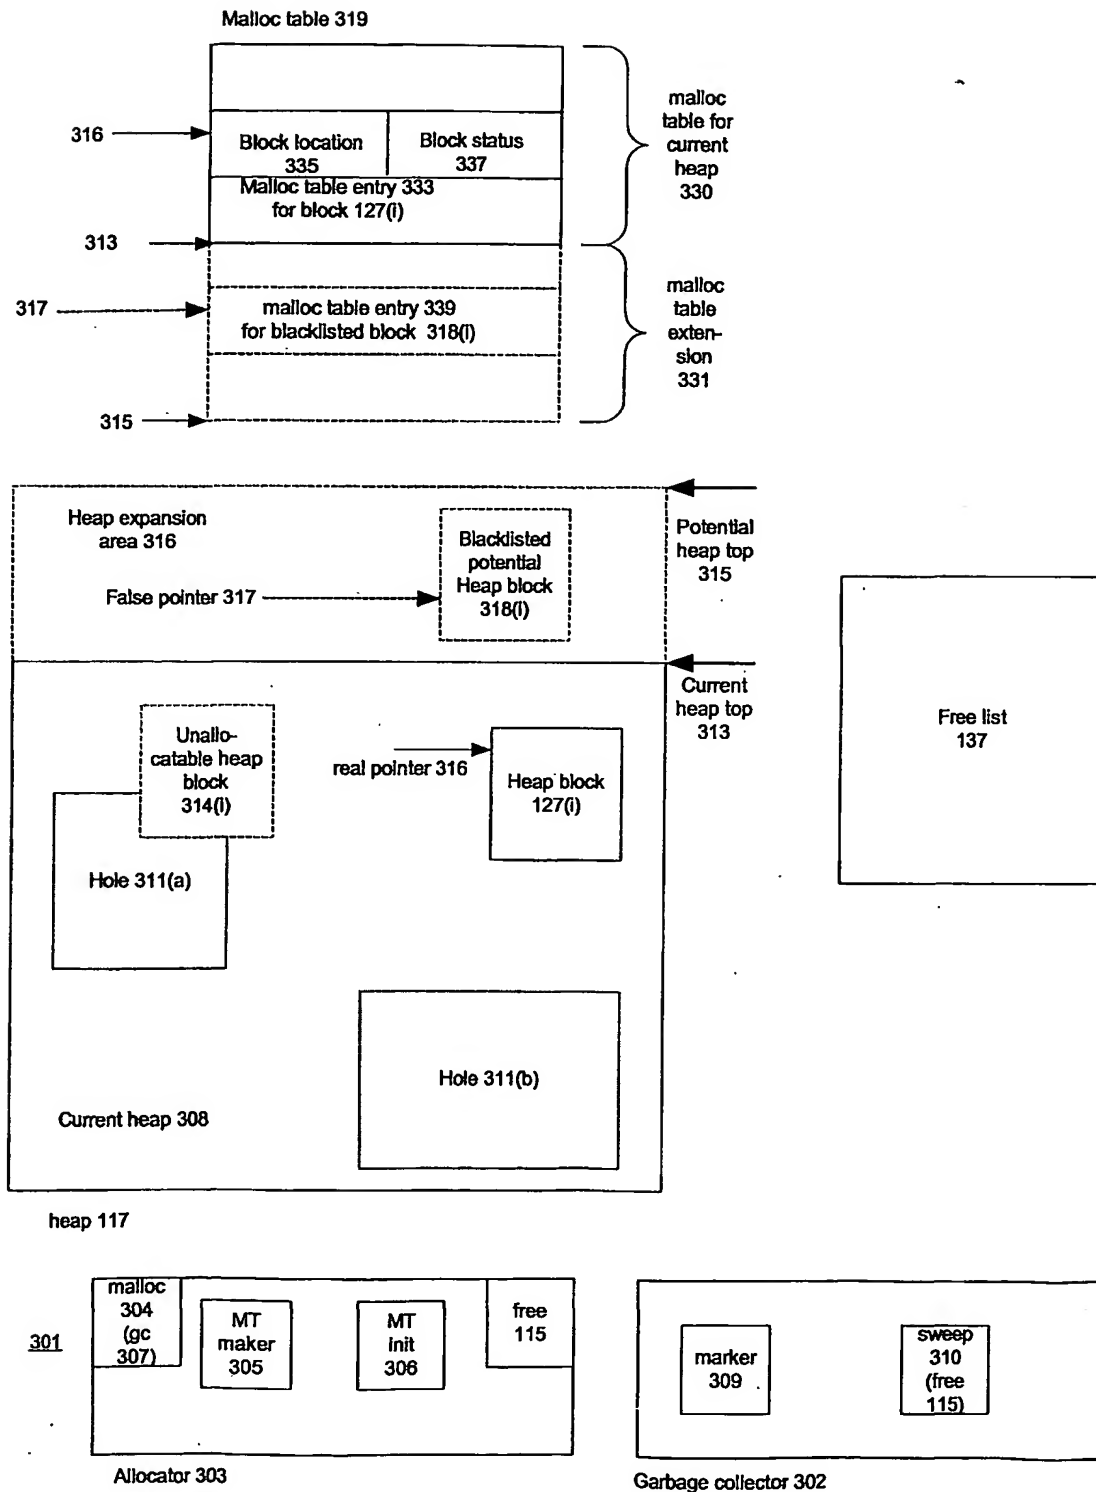 Malloc table 319
316
Block location
335
Block status
337
Malloc table entry 333
for block 127(i)
malloc
table for
current
heap
330
313
317
malloc table entry 339
for blacklisted block 318(i)
malloc
table
exten-
sion
331
315
Heap expansion
area 316
Blacklisted
potential
Heap block
318(i)
False pointer 317
Potential
heap top
315
Current
heap top
313
Free list
137
Unallo-
catable heap
block
314(i)
real pointer 316
Heap block
127(i)
Hole 311(a)
Hole 311(b)
Current heap 308
heap 117
301
malloc
304
(gc
307)
MT
maker
305
MT
init
306
free
115
marker
309
sweep
310
(free
115)
Allocator 303
Garbage collector 302